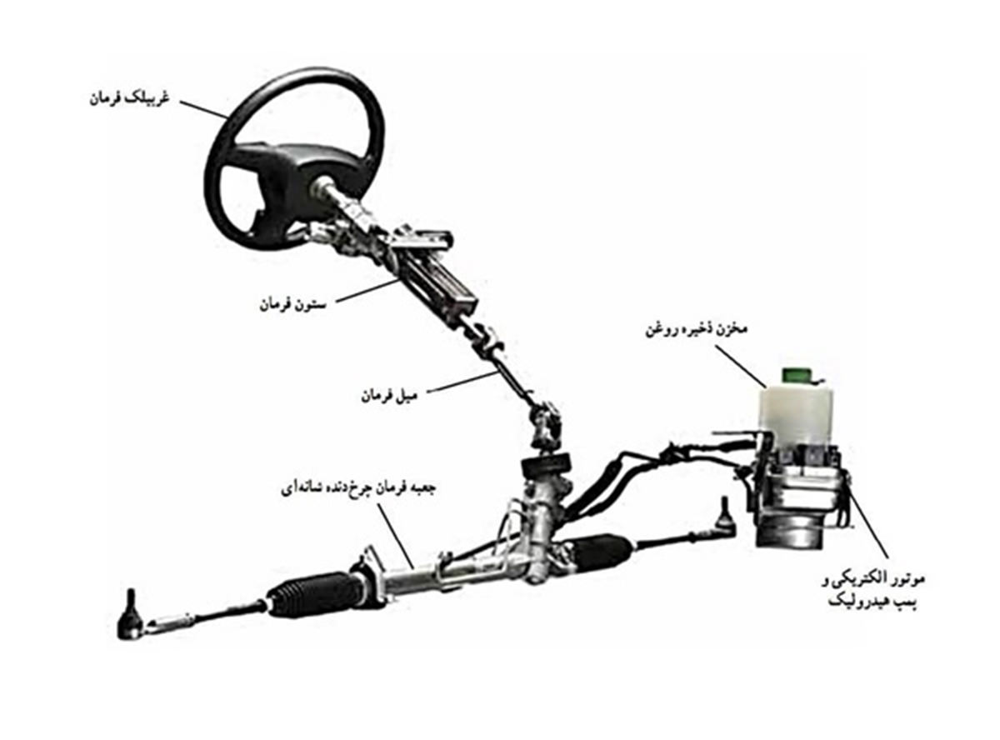 غربیلک فرمان
ستون فرمان
مخزن ذخیره روغن
میل فرمان
جعبه فرمان چرخ‌دنده شانه‌ای
موتور الکتریکی و
پمپ هیدرولیک